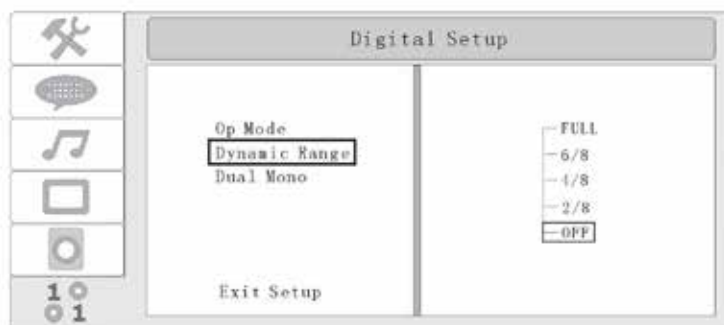 Digital Setup
Op Mode
Dynamic Range
Dual Mono
Exit Setup
FULL
6/8
4/8
2/8
OFF
1
1